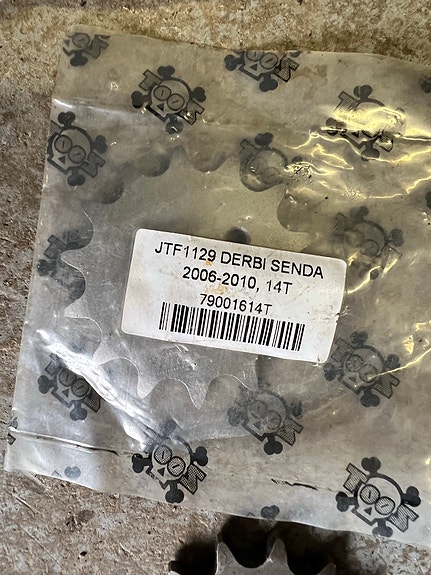 JTF1129 DERBI SENDA
2006-2010, 14T
79001614T